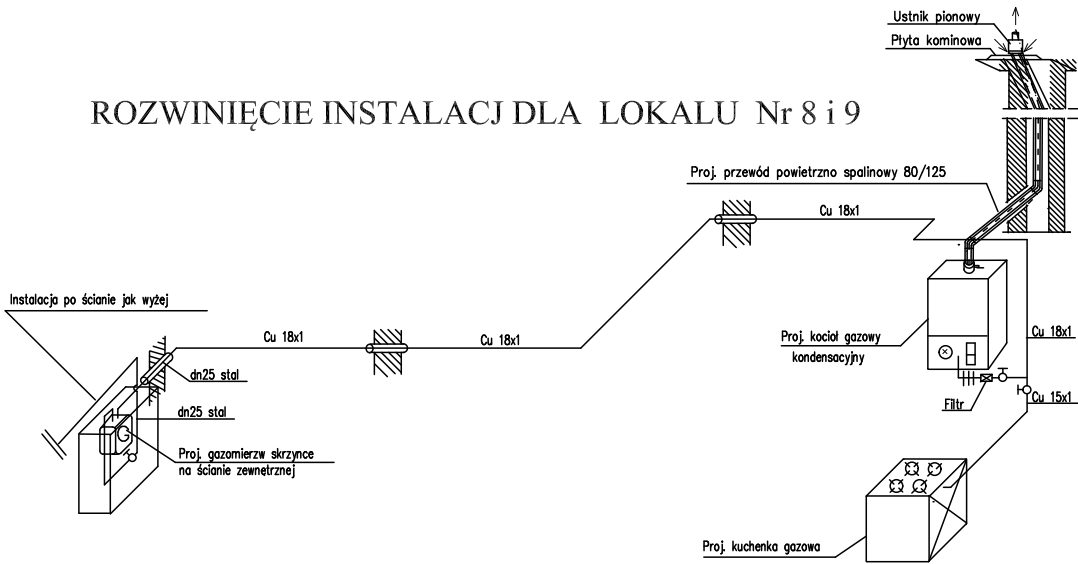 Ustnik pionowy
Płyta kominowa
ROZWINIĘCIE INSTALACJ DLA LOKALU Nr 8 i 9
Proj. przewód powietrzno spalinowy 80/125
Cu 18x1
Instalacja po ścianie jak wyżej
Cu 18x1
Cu 18x1
Proj. kocioł gazowy
kondensacyjny
Cu 18x1
dn25 stal
Filtr
Cu 15x1
dn25 stal
G
Proj. gazomierzw skrzynce
na ścianie zewnętrznej
Proj. kuchenka gazowa